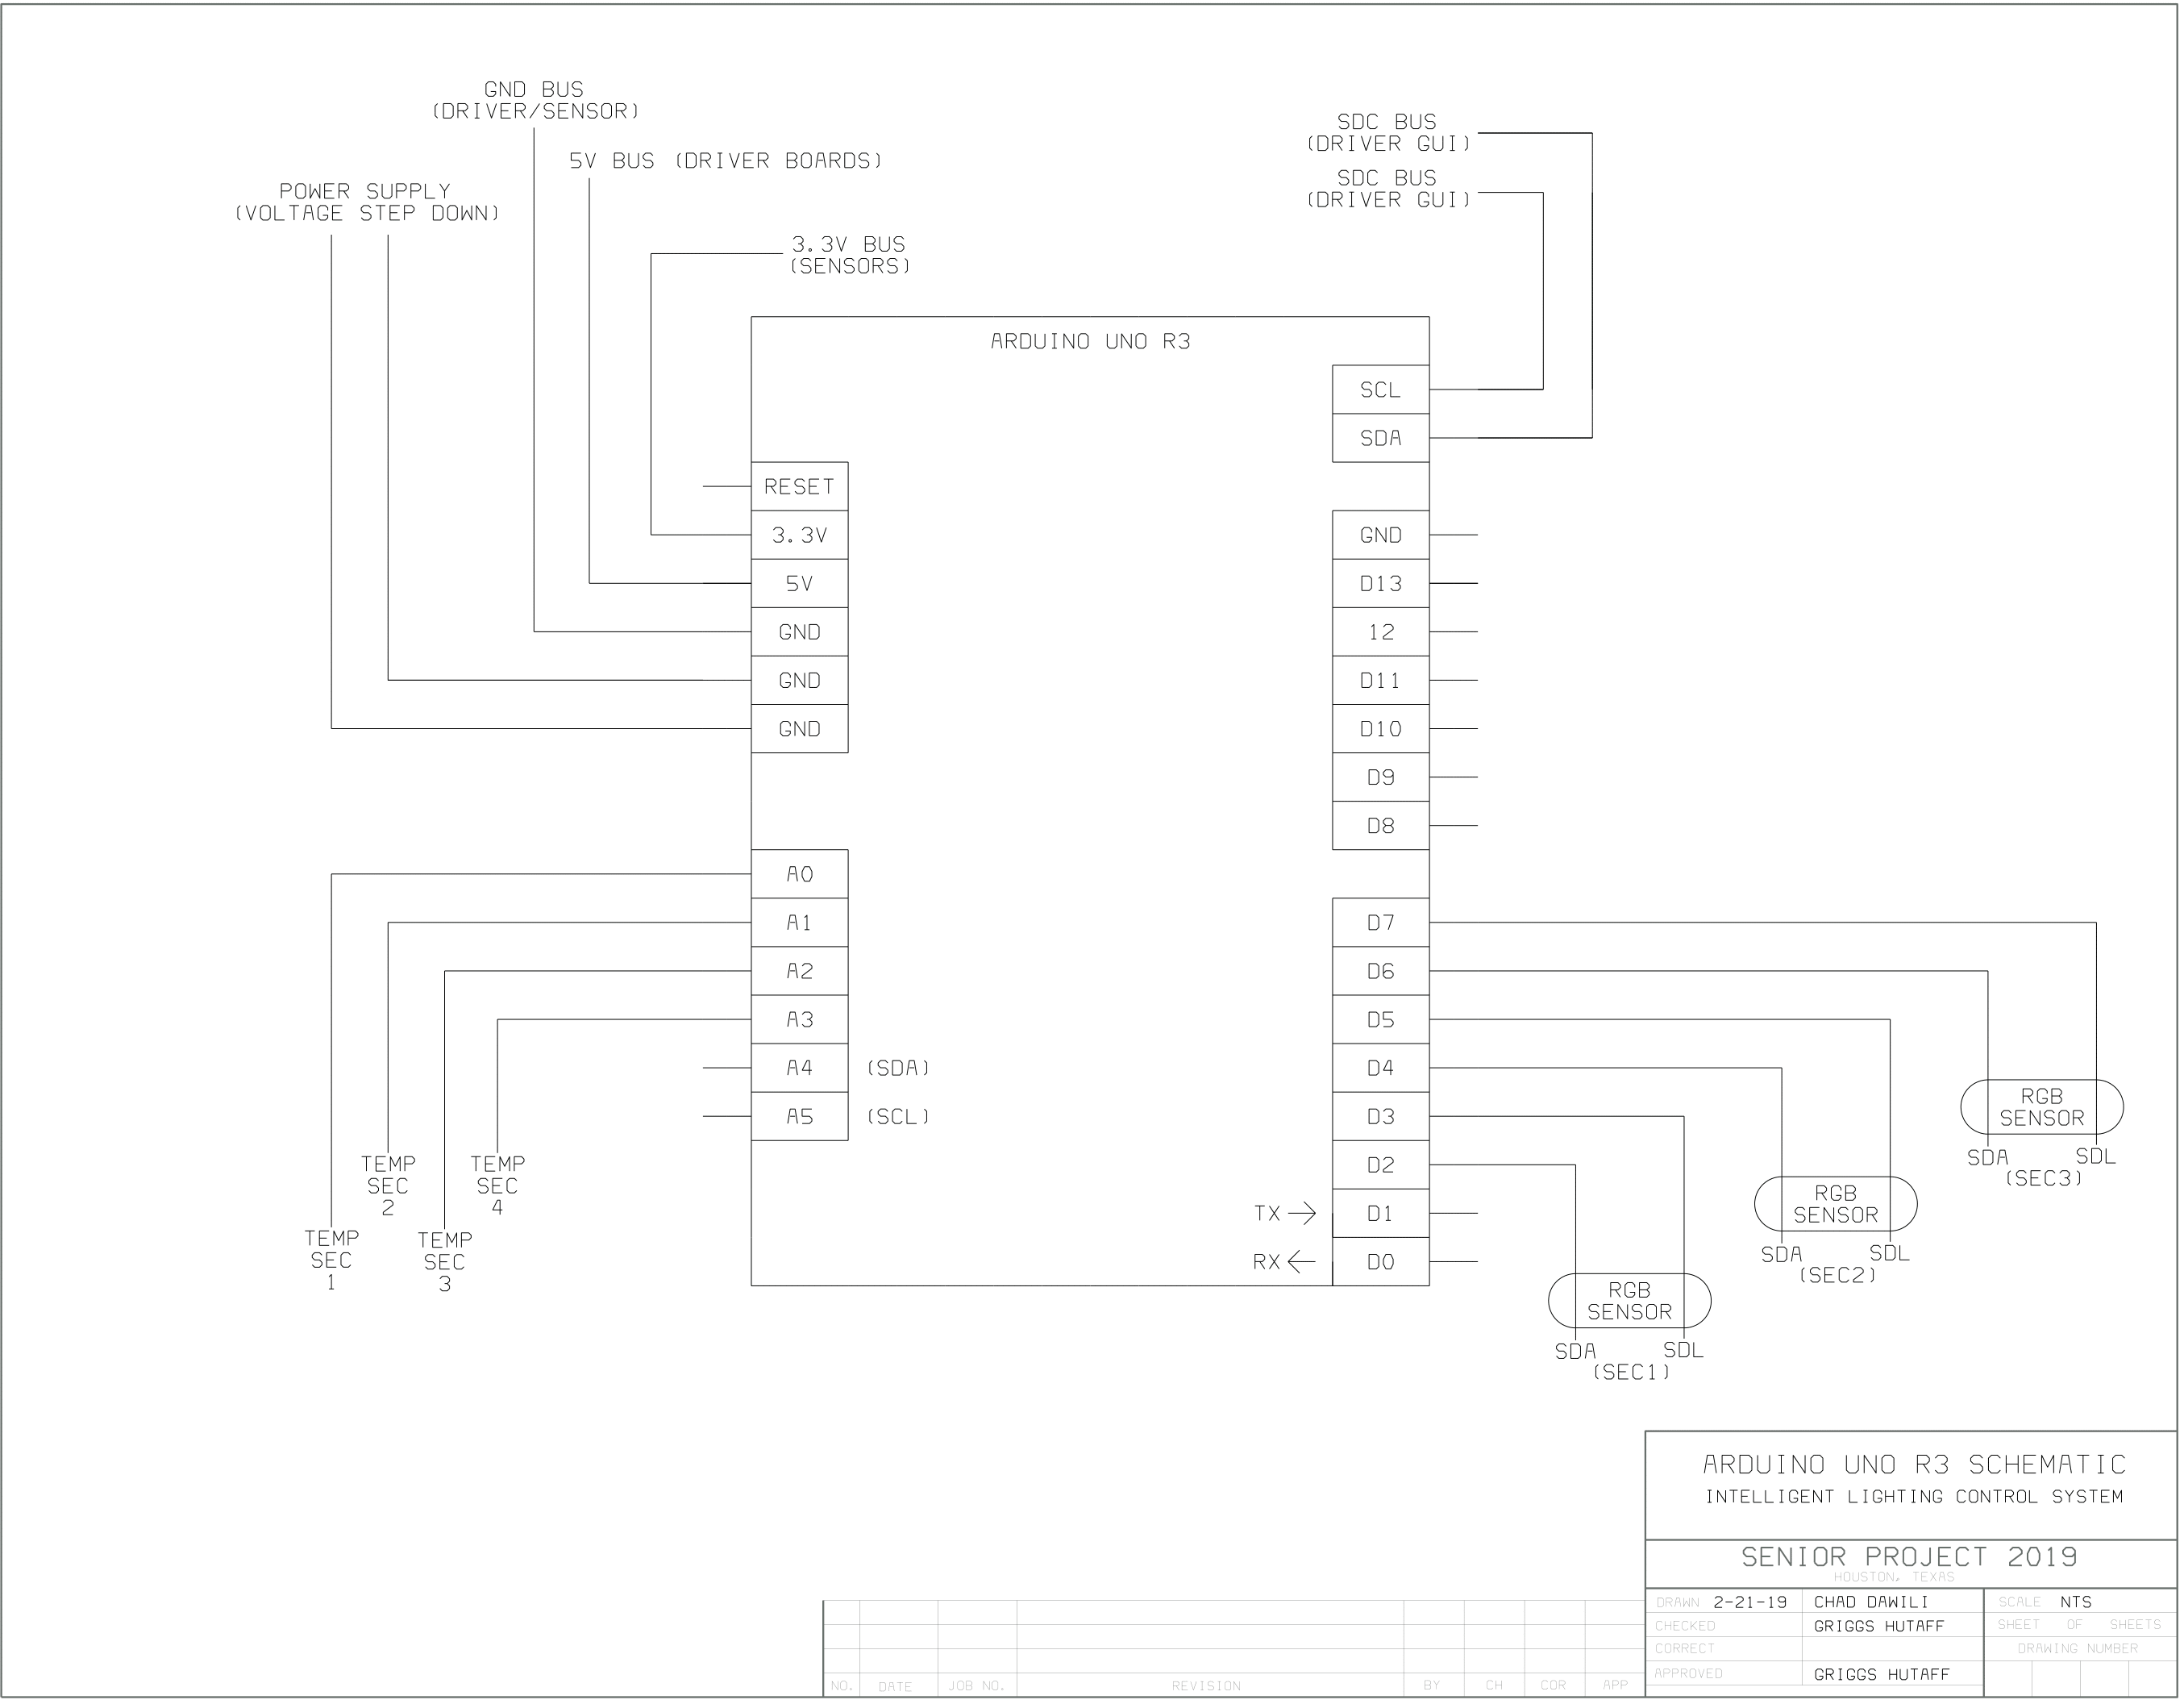 GND BUS
(DRIVER/SENSOR)
5V BUS (DRIVER BOARDS)
POWER SUPPLY
(VOLTAGE STEP DOWN)
3.3V BUS
(SENSORS)
SDC BUS
(DRIVER GUI)
SDC BUS
(DRIVER GUI)
ARDUINO UNO R3
RESET
3.3V
5V
GND
GND
GND
A0
A1
A2
A3
A4 (SDA)
A5 (SCL)
SCL
SDA
GND
D13
12
D11
D10
D9
D8
D7
D6
D5
D4
D3
D2
TX D1
RX D0
TEMP
SEC
1
TEMP
SEC
2
TEMP
SEC
3
TEMP
SEC
4
RGB
SENSOR
SDA SDL
(SEC1)
RGB
SENSOR
SDA SDL
(SEC2)
RGB
SENSOR
SDA SDL
(SEC3)
ARDUINO UNO R3 SCHEMATIC
INTELLIGENT LIGHTING CONTROL SYSTEM
SENIOR PROJECT 2019
HOUSTON, TEXAS
DRAWN 2-21-19 CHAD DAWILI SCALE NTS
CHECKED GRIGGS HUTAFF SHEET OF SHEETS
CORRECT DRAWING NUMBER
APPROVED GRIGGS HUTAFF
NO. DATE JOB NO. REVISION BY CH COR APP